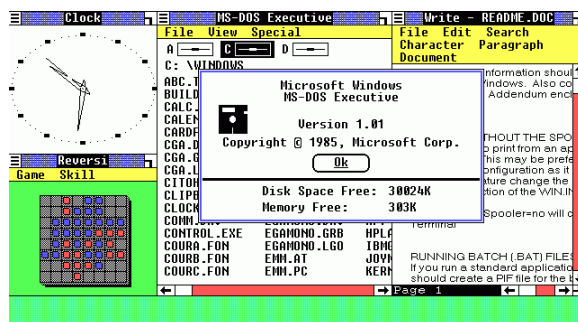 Clock
MS-DOS Executive
File View Special
A C D
C: \WINDOWS
ABC.T
BUILD
CALC.
CALEN
CARDF
CGA.D
CGA.G
CGA.L
CITOH
CLIPB
CLOCK
COMM.
CONTROL.EXE EGAMONO.GRB HPLA
COURA.FON EGAMONO.LGO IBMG
COURB.FON EMM.AT JOYM
COURC.FON EMM.PC KERN
Microsoft Windows
MS-DOS Executive
Version 1.01
Copyright © 1985, Microsoft Corp.
Ok
Disk Space Free: 30024K
Memory Free: 303K
Write - README.DOC
File Edit Search
Character Paragraph
Document
nformation shoul
Windows. Also co
Addendum encl
THOUT THE SPO
o print from an ap
This may be prefe
onfiguration as it
ature change the
ction of the WIN.IN
Spooler=no will c
Terminal
RUNNING BATCH (.BAT) FILES
If you run a standard applicatio
should create a PIF file for the b
Page 1
Reversi
Game Skill